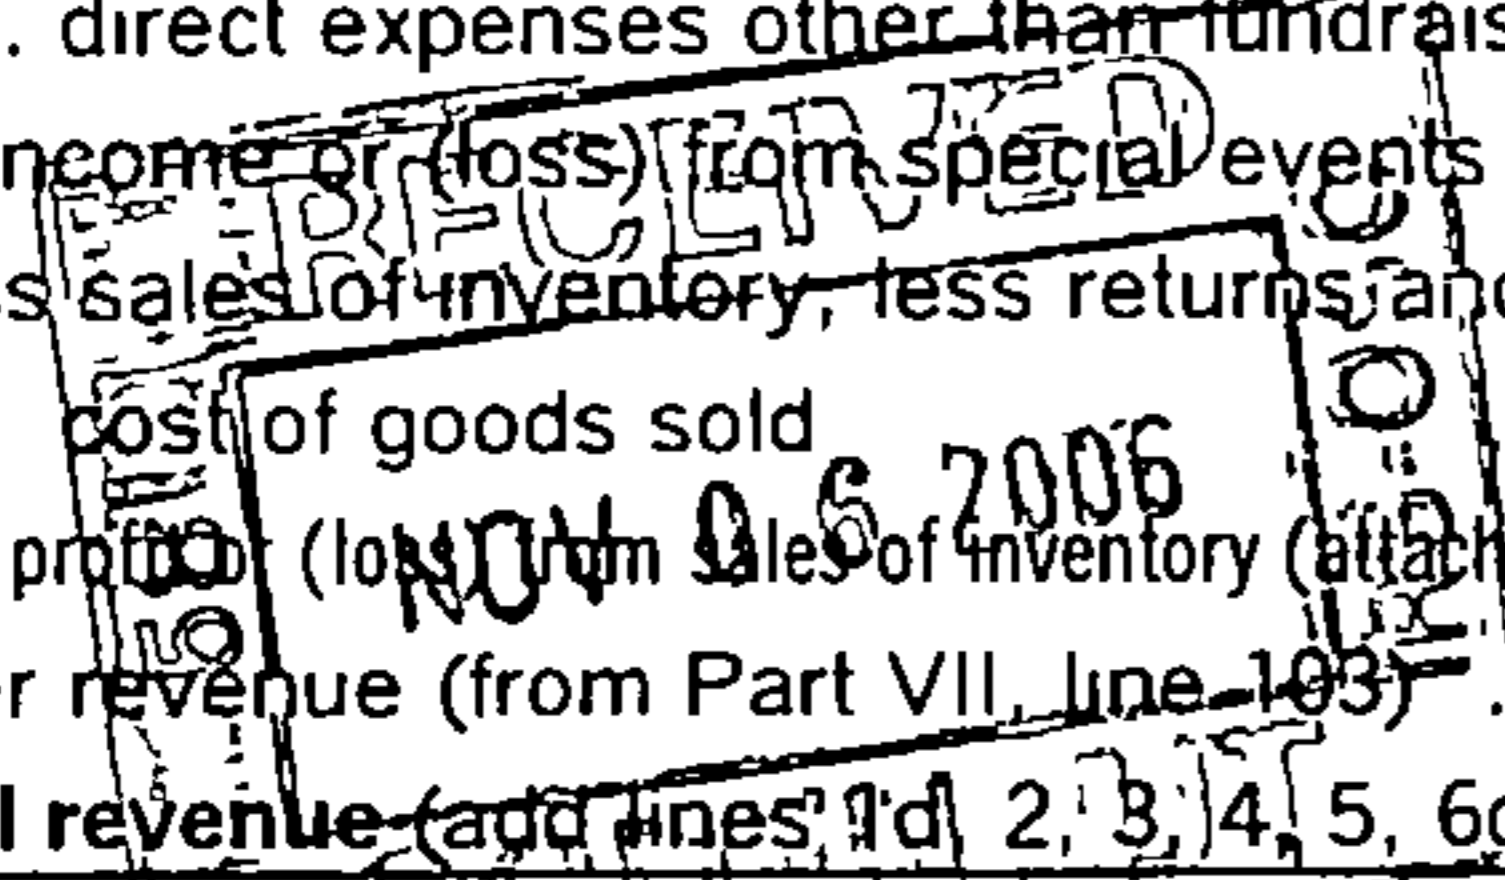 . direct expenses other than fundrais
ncome or (loss) from special events
RECEIVED
s sales of inventory, less returns and
cost of goods sold
NOV 06 2006
profit or (loss) from sales of inventory (attach
r revenue (from Part VII, line 103) .
l revenue (add lines 1d, 2, 3, 4, 5, 6c